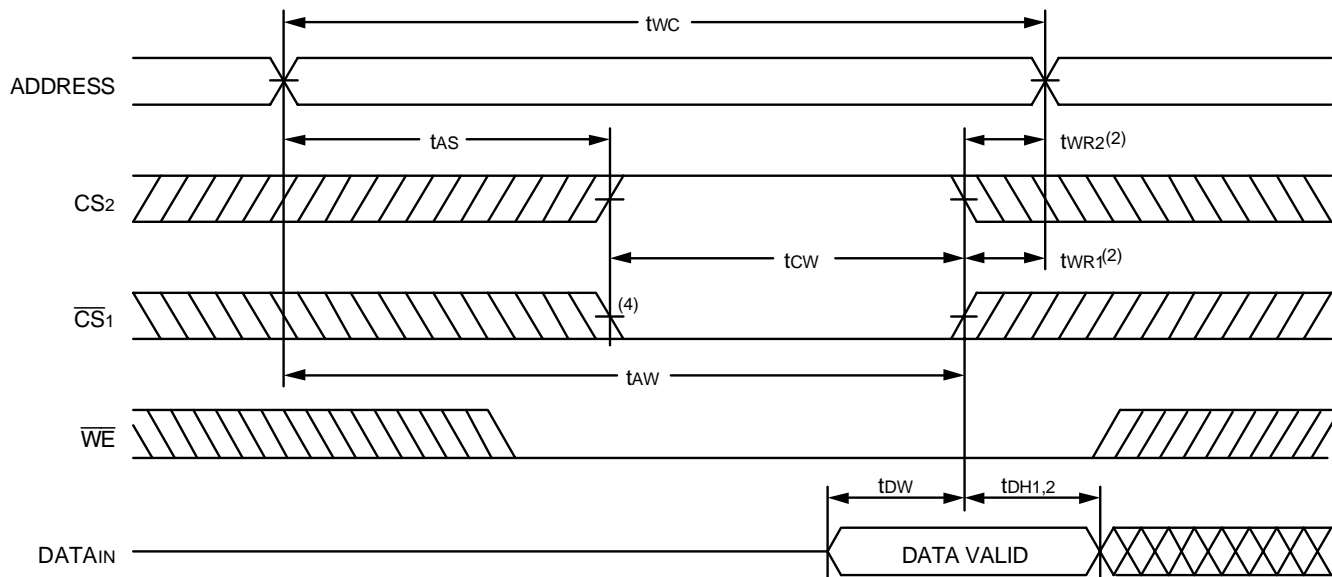 tWC
ADDRESS
tAS
tWR2(2)
CS2
tCW
tWR1(2)
CS1
(4)
tAW
WE
tDW
tDH1,2
DATAIN
DATA VALID